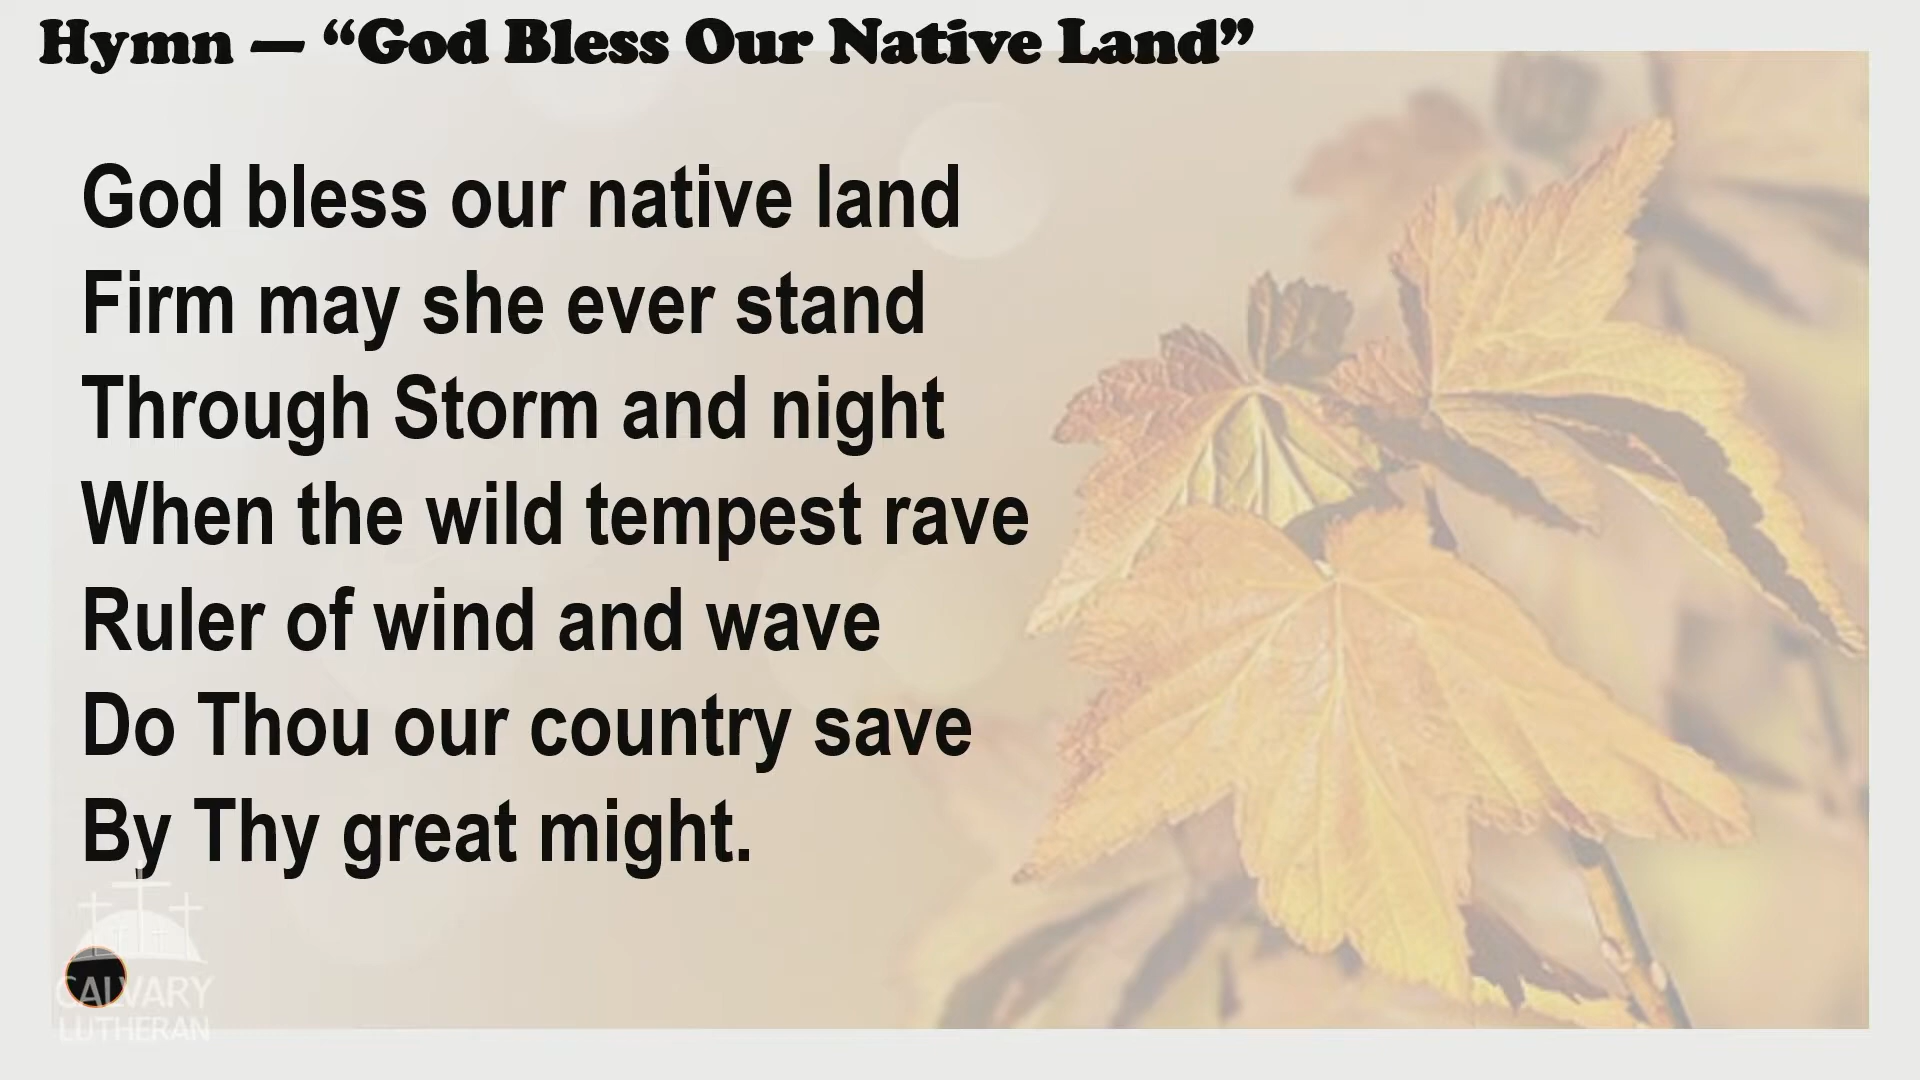 Hymn — “God Bless Our Native Land”
God bless our native land
Firm may she ever stand
Through Storm and night
When the wild tempest rave
Ruler of wind and wave
Do Thou our country save
By Thy great might.
CALVARY
LUTHERAN